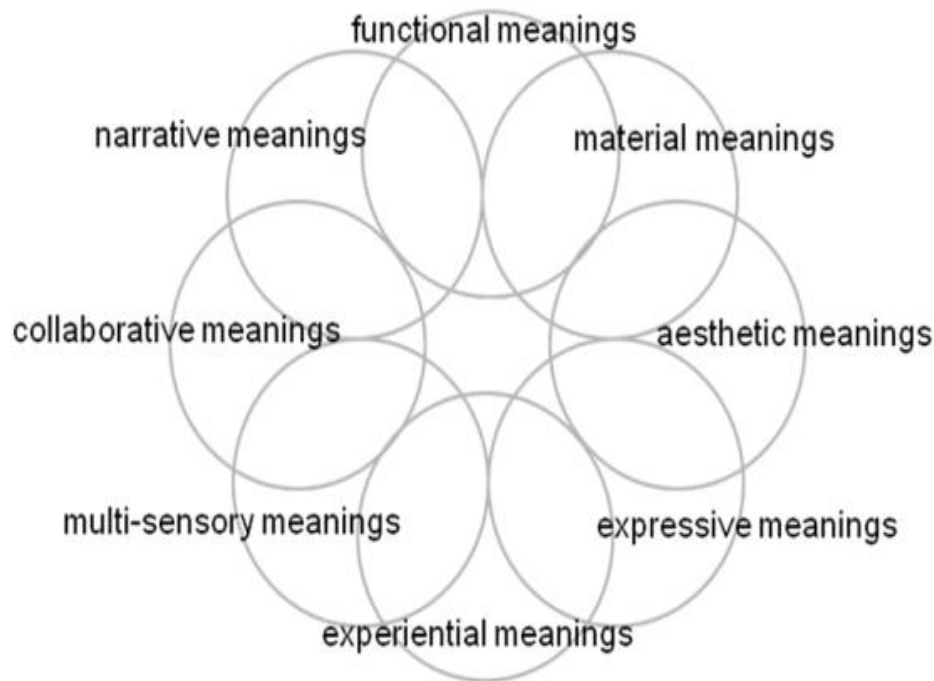 functional meanings
narrative meanings
material meanings
collaborative meanings
aesthetic meanings
multi-sensory meanings
expressive meanings
experiential meanings